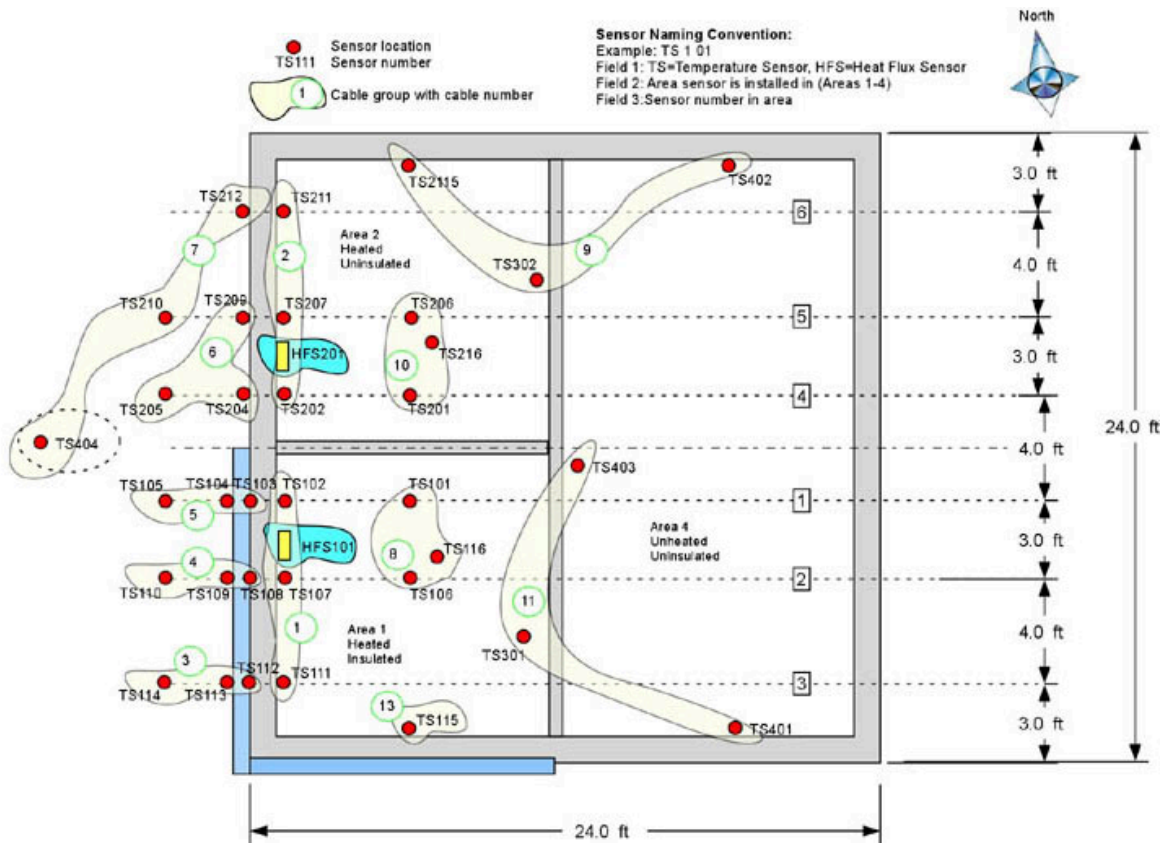 North
Sensor Naming Convention:
Example: TS 1 01
Field 1: TS=Temperature Sensor, HFS=Heat Flux Sensor
Field 2: Area sensor is installed in (Areas 1-4)
Field 3:Sensor number in area
Sensor location
TS111 Sensor number
1 Cable group with cable number
TS2115
TS402
3.0 ft
TS212
TS211
6
Area 2
Heated
Uninsulated
7
2
9
4.0 ft
TS302
TS210
TS209
TS207
TS206
5
TS216
6
HFS201
10
3.0 ft
TS205
TS204
TS202
TS201
4
TS404
4.0 ft
24.0 ft
TS403
TS105
TS104
TS103
TS102
TS101
1
5
HFS101
Area 4
Unheated
Uninsulated
3.0 ft
4
8
TS116
TS110
TS109
TS108
TS107
TS106
2
11
1
Area 1
Heated
Insulated
4.0 ft
TS301
3
TS112
TS111
TS114
TS113
3
13
TS115
TS401
3.0 ft
24.0 ft